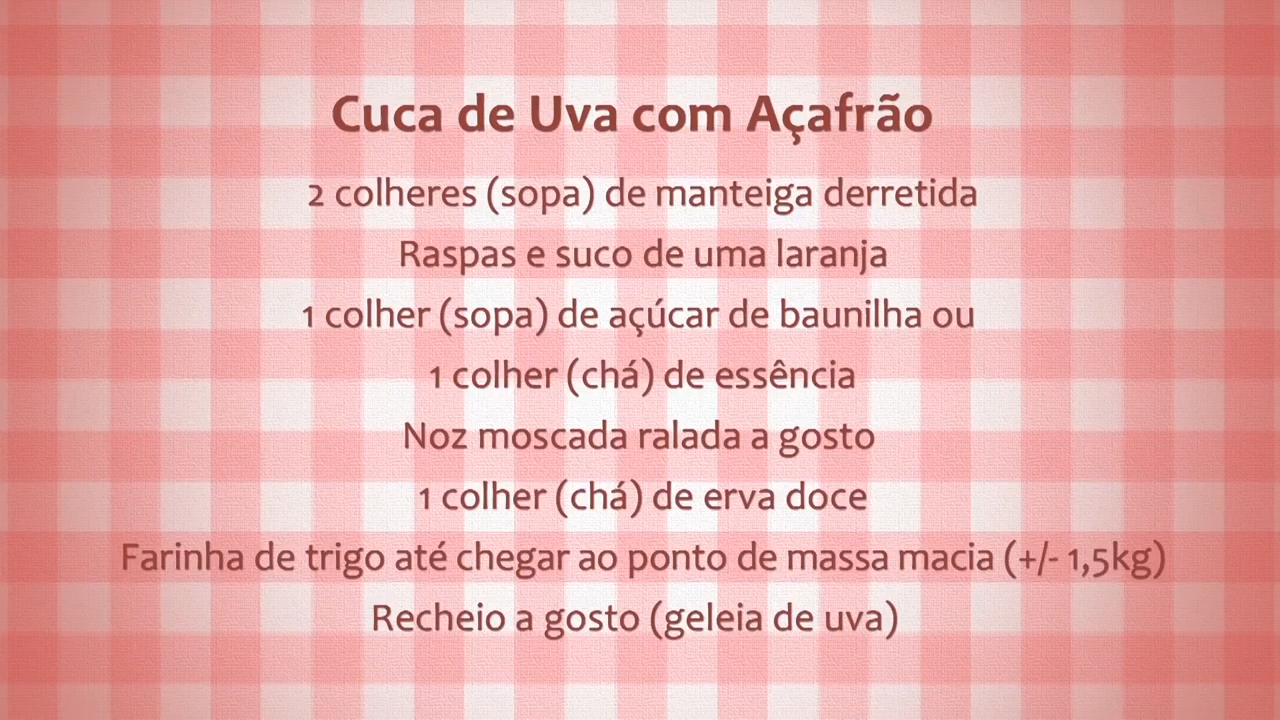 Cuca de Uva com Açafrão
2 colheres (sopa) de manteiga derretida
Raspas e suco de uma laranja
1 colher (sopa) de açúcar de baunilha ou
1 colher (chá) de essência
Noz moscada ralada a gosto
1 colher (chá) de erva doce
Farinha de trigo até chegar ao ponto de massa macia (+/- 1,5kg)
Recheio a gosto (geleia de uva)